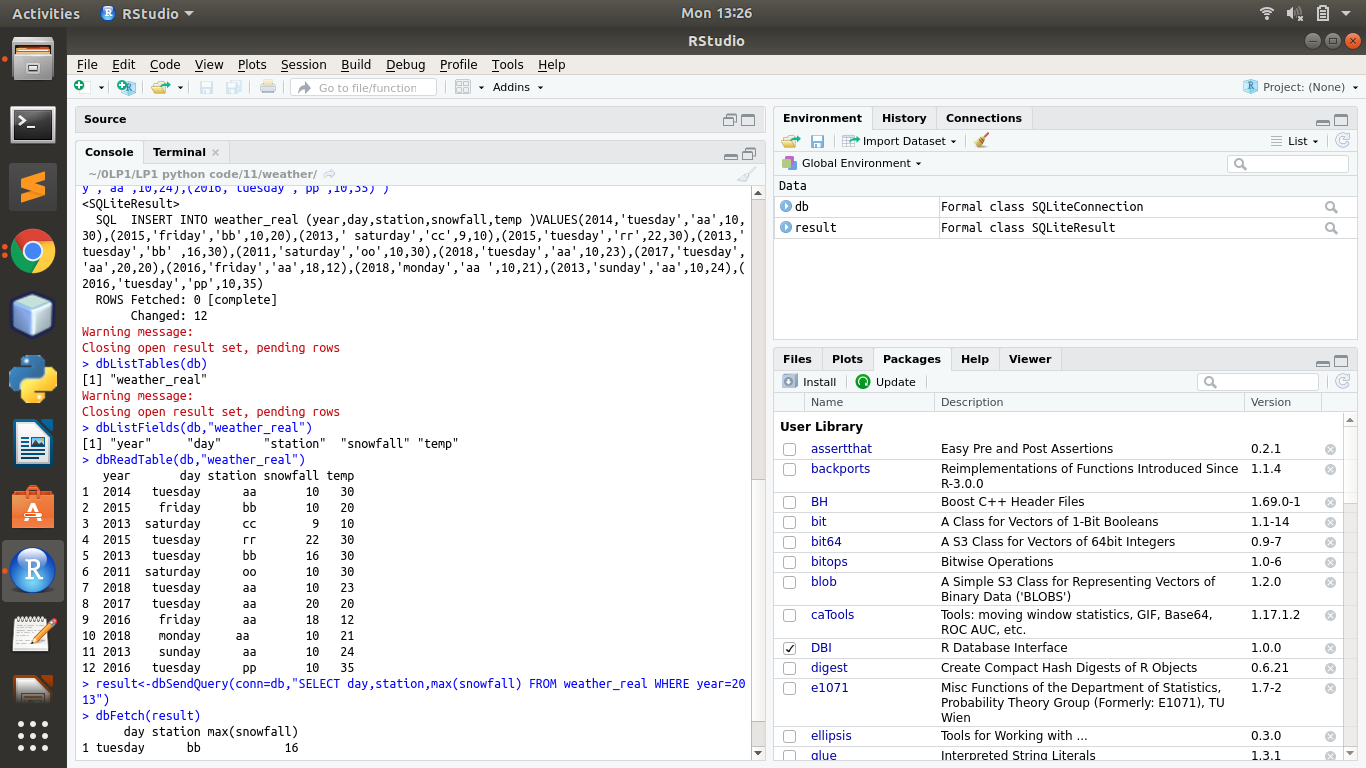 Activities RStudio Mon 13:26
RStudio
File Edit Code View Plots Session Build Debug Profile Tools Help
Go to file/function Addins Project: (None)
Source
Console Terminal
~/0LP1/LP1 python code/11/weather/
y','aa',10,24),(2016,'tuesday','pp',10,35)")
<SQLiteResult>
  SQL  INSERT INTO weather_real (year,day,station,snowfall,temp )VALUES(2014,'tuesday','aa',10,
30),(2015,'friday','bb',10,20),(2013,' saturday','cc',9,10),(2015,'tuesday','rr',22,30),(2013,'
tuesday','bb' ,16,30),(2011,'saturday','oo',10,30),(2018,'tuesday','aa',10,23),(2017,'tuesday',
'aa',20,20),(2016,'friday','aa',18,12),(2018,'monday','aa ',10,21),(2013,'sunday','aa',10,24),(
2016,'tuesday','pp',10,35)
  ROWS Fetched: 0 [complete]
       Changed: 12
Warning message:
Closing open result set, pending rows
> dbListTables(db)
[1] "weather_real"
Warning message:
Closing open result set, pending rows
> dbListFields(db,"weather_real")
[1] "year"     "day"      "station"  "snowfall" "temp"
> dbReadTable(db,"weather_real")
   year      day station snowfall temp
1  2014  tuesday      aa       10   30
2  2015   friday      bb       10   20
3  2013 saturday      cc        9   10
4  2015  tuesday      rr       22   30
5  2013  tuesday      bb       16   30
6  2011 saturday      oo       10   30
7  2018  tuesday      aa       10   23
8  2017  tuesday      aa       20   20
9  2016   friday      aa       18   12
10 2018   monday     aa        10   21
11 2013   sunday      aa       10   24
12 2016  tuesday      pp       10   35
> result<-dbSendQuery(conn=db,"SELECT day,station,max(snowfall) FROM weather_real WHERE year=20
13")
> dbFetch(result)
      day station max(snowfall)
1 tuesday      bb            16
Environment History Connections
Import Dataset List
Global Environment
Data
db Formal class SQLiteConnection
result Formal class SQLiteResult
Files Plots Packages Help Viewer
Install Update
Name Description Version
User Library
assertthat Easy Pre and Post Assertions 0.2.1
backports Reimplementations of Functions Introduced Since 1.1.4
R-3.0.0
BH Boost C++ Header Files 1.69.0-1
bit A Class for Vectors of 1-Bit Booleans 1.1-14
bit64 A S3 Class for Vectors of 64bit Integers 0.9-7
bitops Bitwise Operations 1.0-6
blob A Simple S3 Class for Representing Vectors of 1.2.0
Binary Data ('BLOBS')
caTools Tools: moving window statistics, GIF, Base64, 1.17.1.2
ROC AUC, etc.
DBI R Database Interface 1.0.0
digest Create Compact Hash Digests of R Objects 0.6.21
e1071 Misc Functions of the Department of Statistics, 1.7-2
Probability Theory Group (Formerly: E1071), TU
Wien
ellipsis Tools for Working with ... 0.3.0
glue Interpreted String Literals 1.3.1